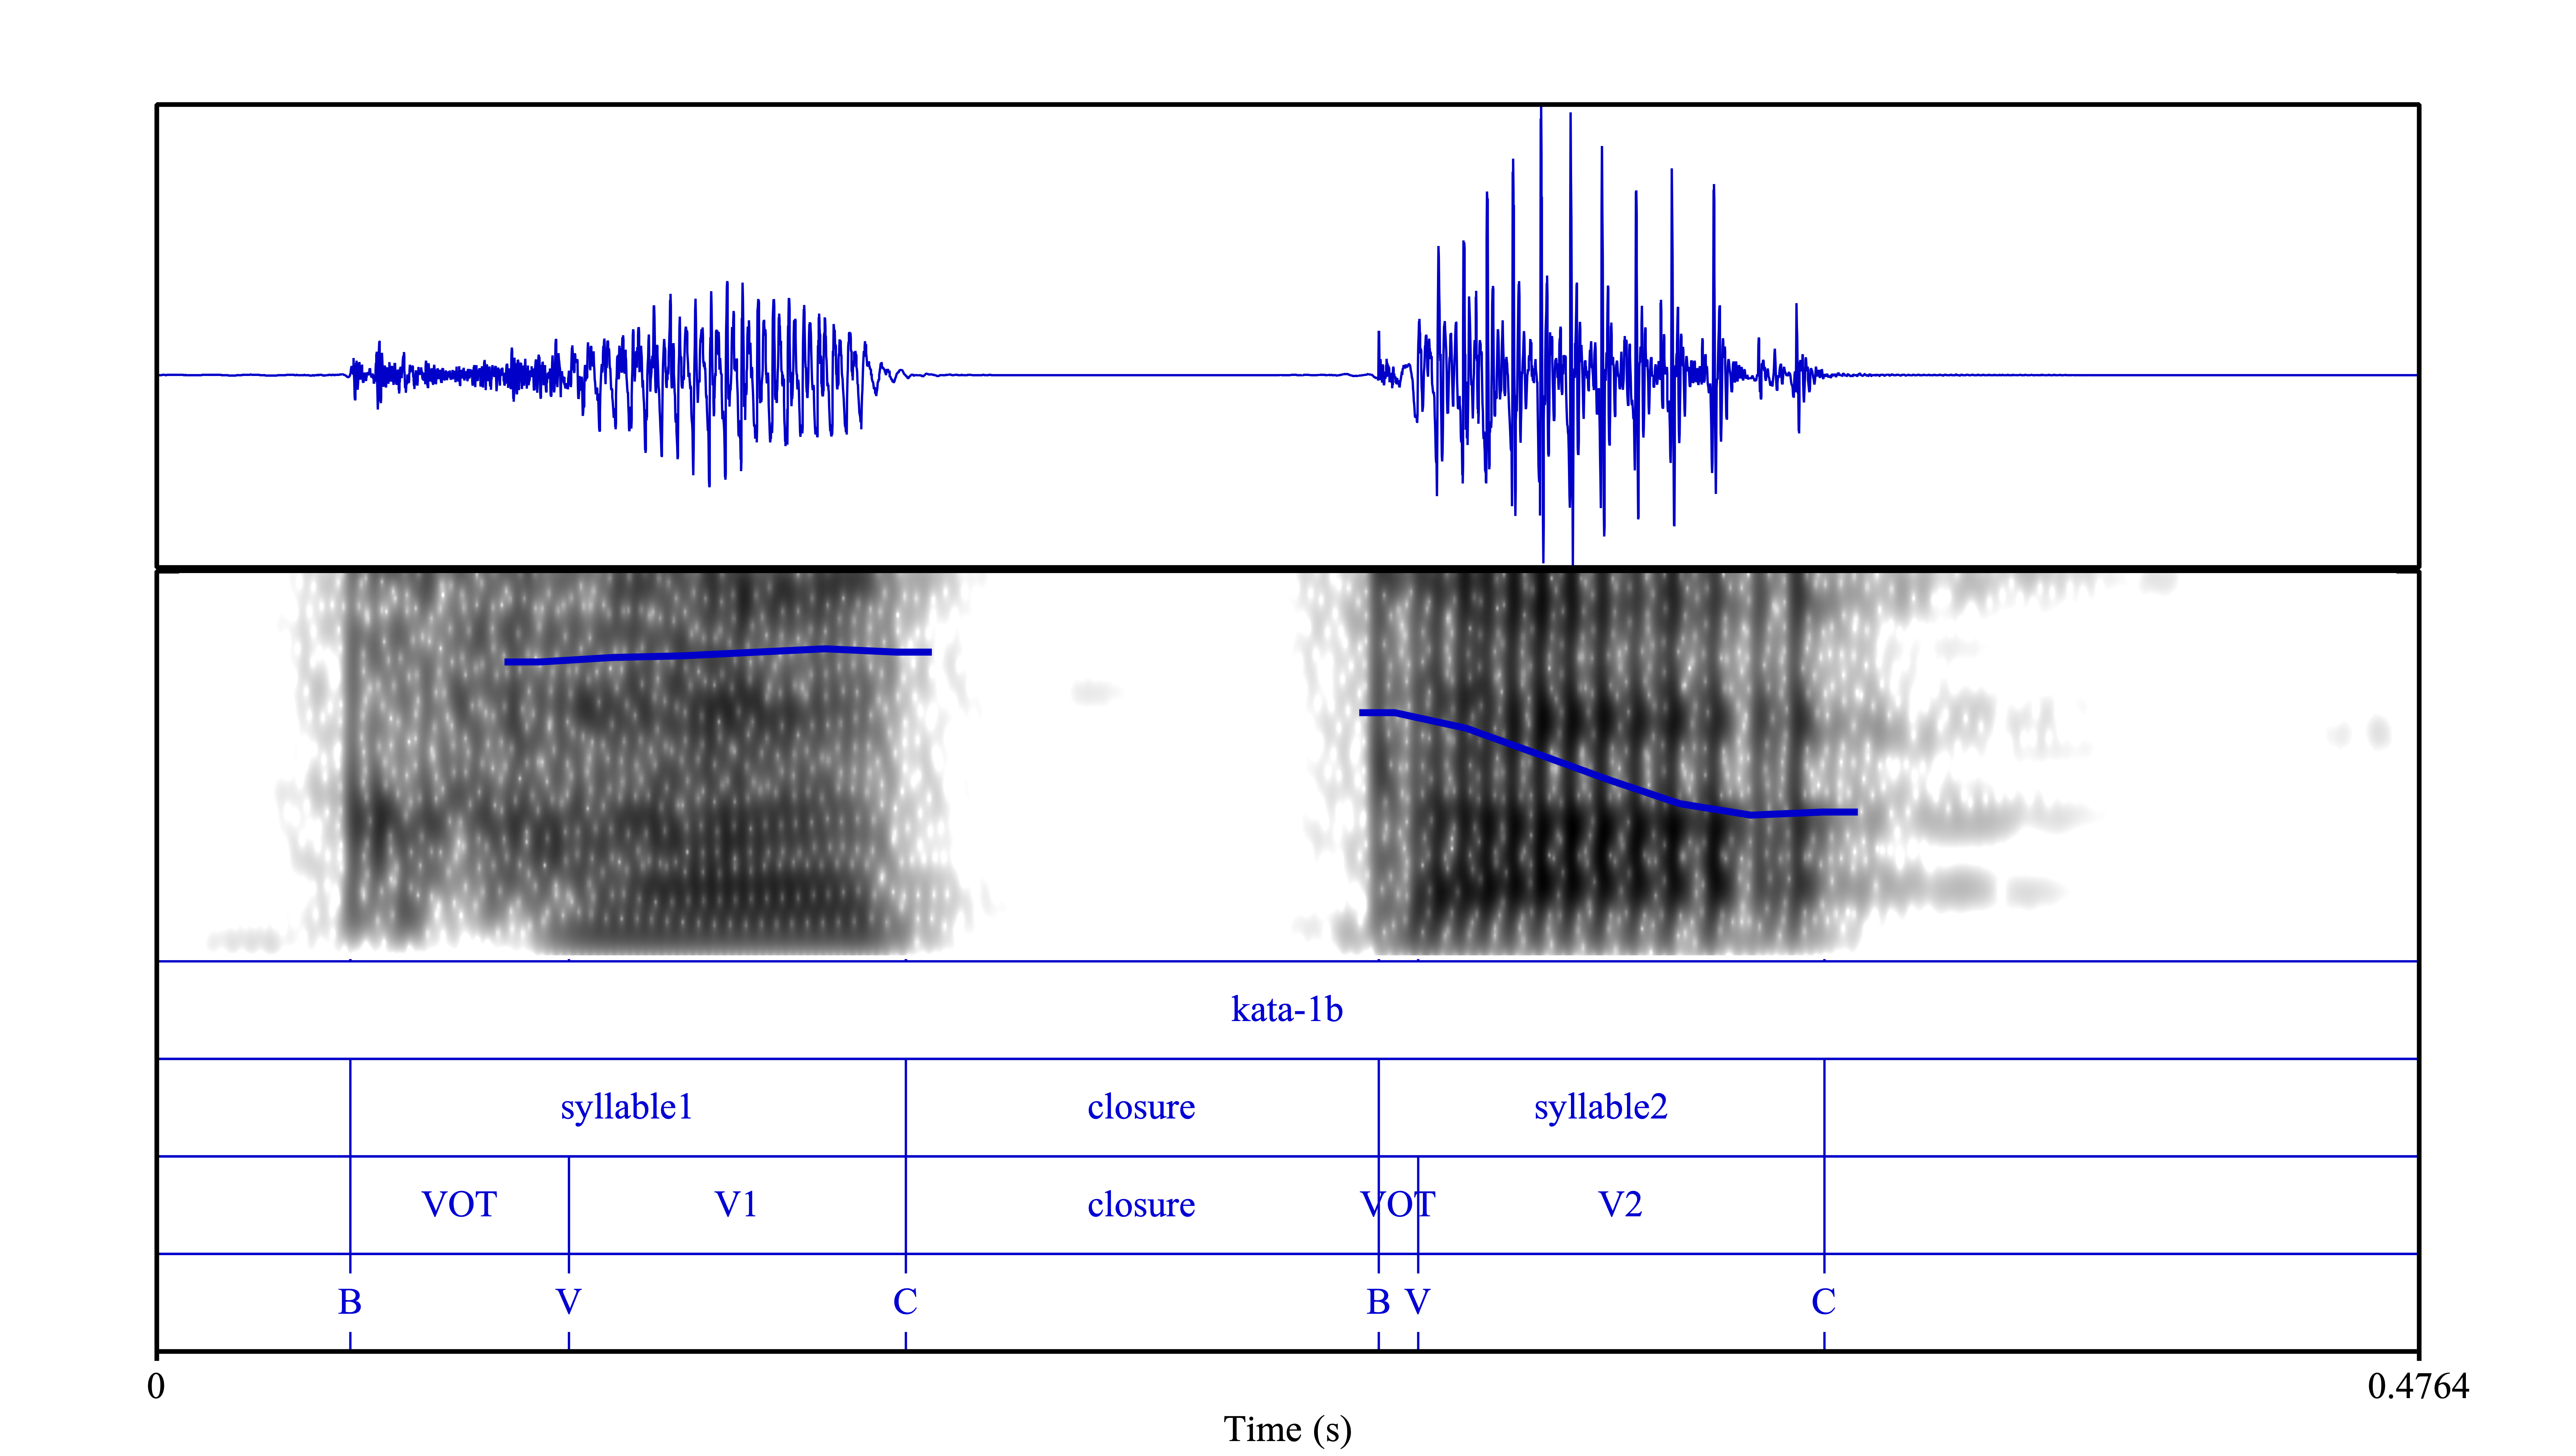 kata-1b
syllable1 closure syllable2
VOT V1 closure VOT V2
B V C B V C
0 0.4764
Time (s)